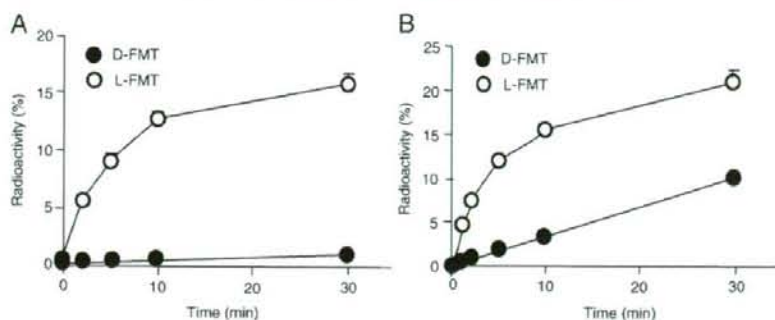 A
20
15
10
5
0
Radioactivity (%)
D-FMT
L-FMT
0 10 20 30
Time (min)
B
25
20
15
10
5
0
Radioactivity (%)
D-FMT
L-FMT
0 10 20 30
Time (min)